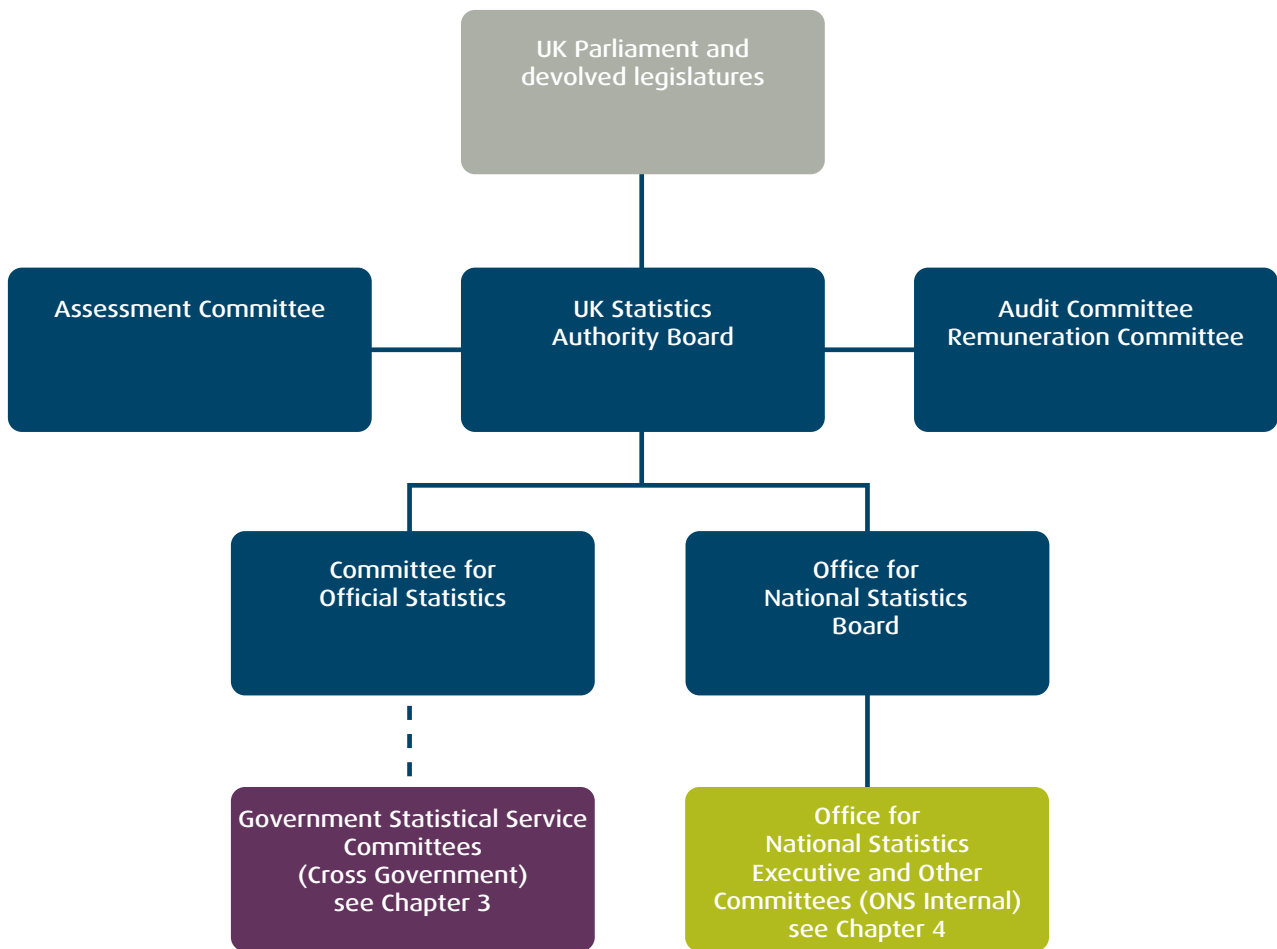 UK Parliament and
devolved legislatures
Assessment Committee
UK Statistics
Authority Board
Audit Committee
Remuneration Committee
Committee for
Official Statistics
Office for
National Statistics
Board
Government Statistical Service
Committees
(Cross Government)
see Chapter 3
Office for
National Statistics
Executive and Other
Committees (ONS Internal)
see Chapter 4